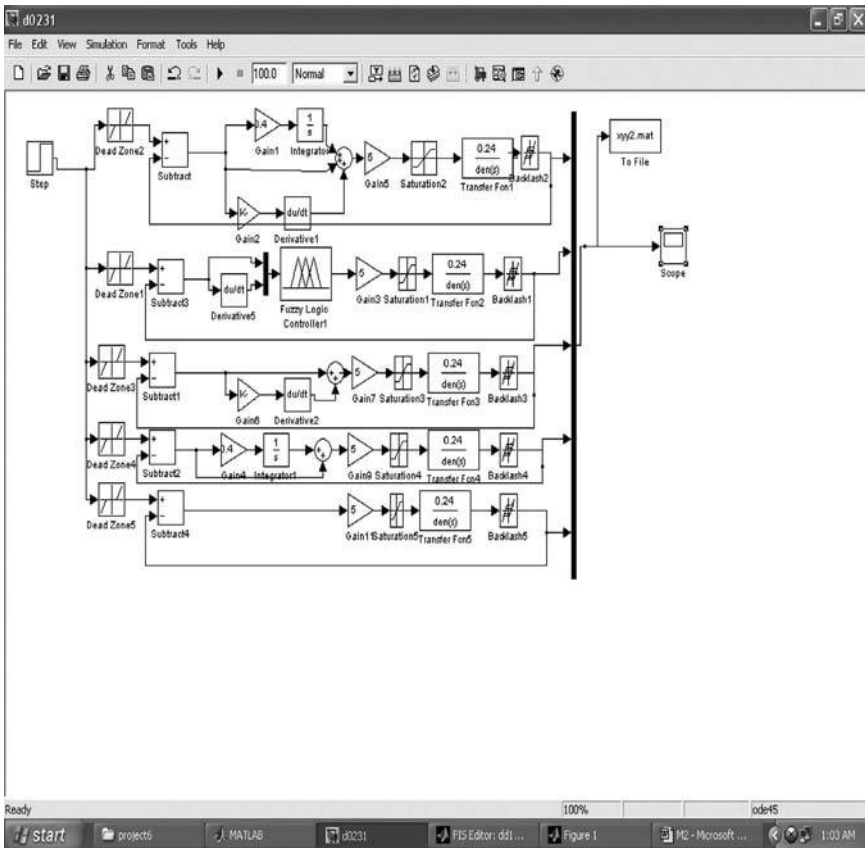 d0231
File Edit View Simulation Format Tools Help
100.0 Normal
Step
Dead Zone2
Subtract
0.4
Gain1
1
s
Integrator
Gain2
du/dt
Derivative1
5
Gain5
Saturation2
0.24
den(s)
Transfer Fcn1
Backlash2
xyy2.mat
To File
Scope
Dead Zone1
Subtract3
du/dt
Derivative5
Fuzzy Logic
Controller1
5
Gain3
Saturation1
0.24
den(s)
Transfer Fcn2
Backlash1
Dead Zone3
Subtract1
Gain6
du/dt
Derivative2
5
Gain7
Saturation3
0.24
den(s)
Transfer Fcn3
Backlash3
Dead Zone4
Subtract2
0.4
Gain4
1
s
Integrator1
5
Gain9
Saturation4
0.24
den(s)
Transfer Fcn4
Backlash4
Dead Zone5
Subtract4
5
Gain11
Saturation5
0.24
den(s)
Transfer Fcn5
Backlash5
Ready 100% ode45
start project6 MATLAB d0231 FIS Editor: dd1... Figure 1 M2 - Microsoft ... 1:03 AM